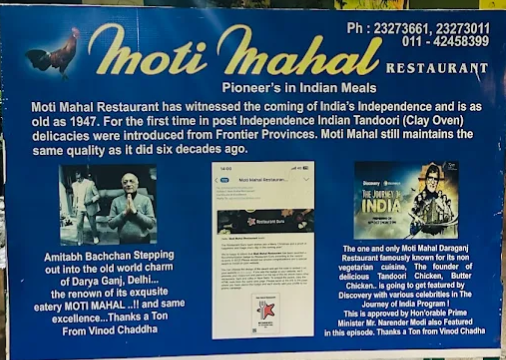 Ph : 23273661, 23273011
011 - 42458399
Moti Mahal RESTAURANT
Pioneer's in Indian Meals
Moti Mahal Restaurant has witnessed the coming of India's Independence and is as
old as 1947. For the first time in post Independence Indian Tandoori (Clay Oven)
delicacies were introduced from Frontier Provinces. Moti Mahal still maintains the
same quality as it did six decades ago.
Amitabh Bachchan Stepping
out into the old world charm
of Darya Ganj, Delhi...
the renown of its exqusite
eatery MOTI MAHAL ..!! and same
excellence...Thanks a Ton
From Vinod Chaddha
Moti Mahal Restauran...
Discovery
THE JOURNEY OF
INDIA
The one and only Moti Mahal Daraganj
Restaurant famously known for its non
vegetarian cuisine, The founder of
delicious Tandoori Chicken, Butter
Chicken.. is going to get featured by
Discovery with various celebrities in The
Journey of India Program !
This is approved by Hon'orable Prime
Minister Mr. Narender Modi also Featured
in this episode. Thanks a Ton Vinod Chaddha